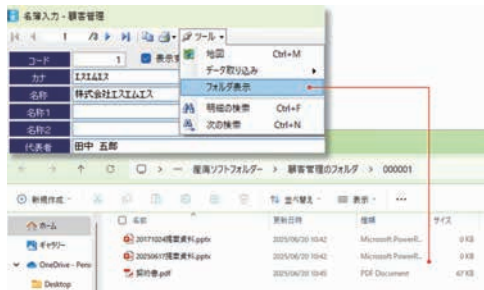 名簿入力 - 顧客管理
1 /3 ツール
コード 1 表示
カナ エスエムエス
名称 株式会社エスエムエス
名称1
名称2
代表者 田中 五郎
地図 Ctrl+M
データ取り込み
フォルダ表示
明細の検索 Ctrl+F
次の検索 Ctrl+N
産海ソフトフォルダー > 顧客管理のフォルダ > 000001
新規作成 並べ替え 表示 ...
ホーム
ギャラリー
OneDrive - Pers
Desktop
名前 更新日時 種類 サイズ
20171024提案資料.pptx 2025/06/20 10:42 Microsoft PowerP... 0 KB
20250617提案資料.pptx 2025/06/20 10:42 Microsoft PowerP... 0 KB
契約書.pdf 2025/06/20 10:45 PDF Document 47 KB